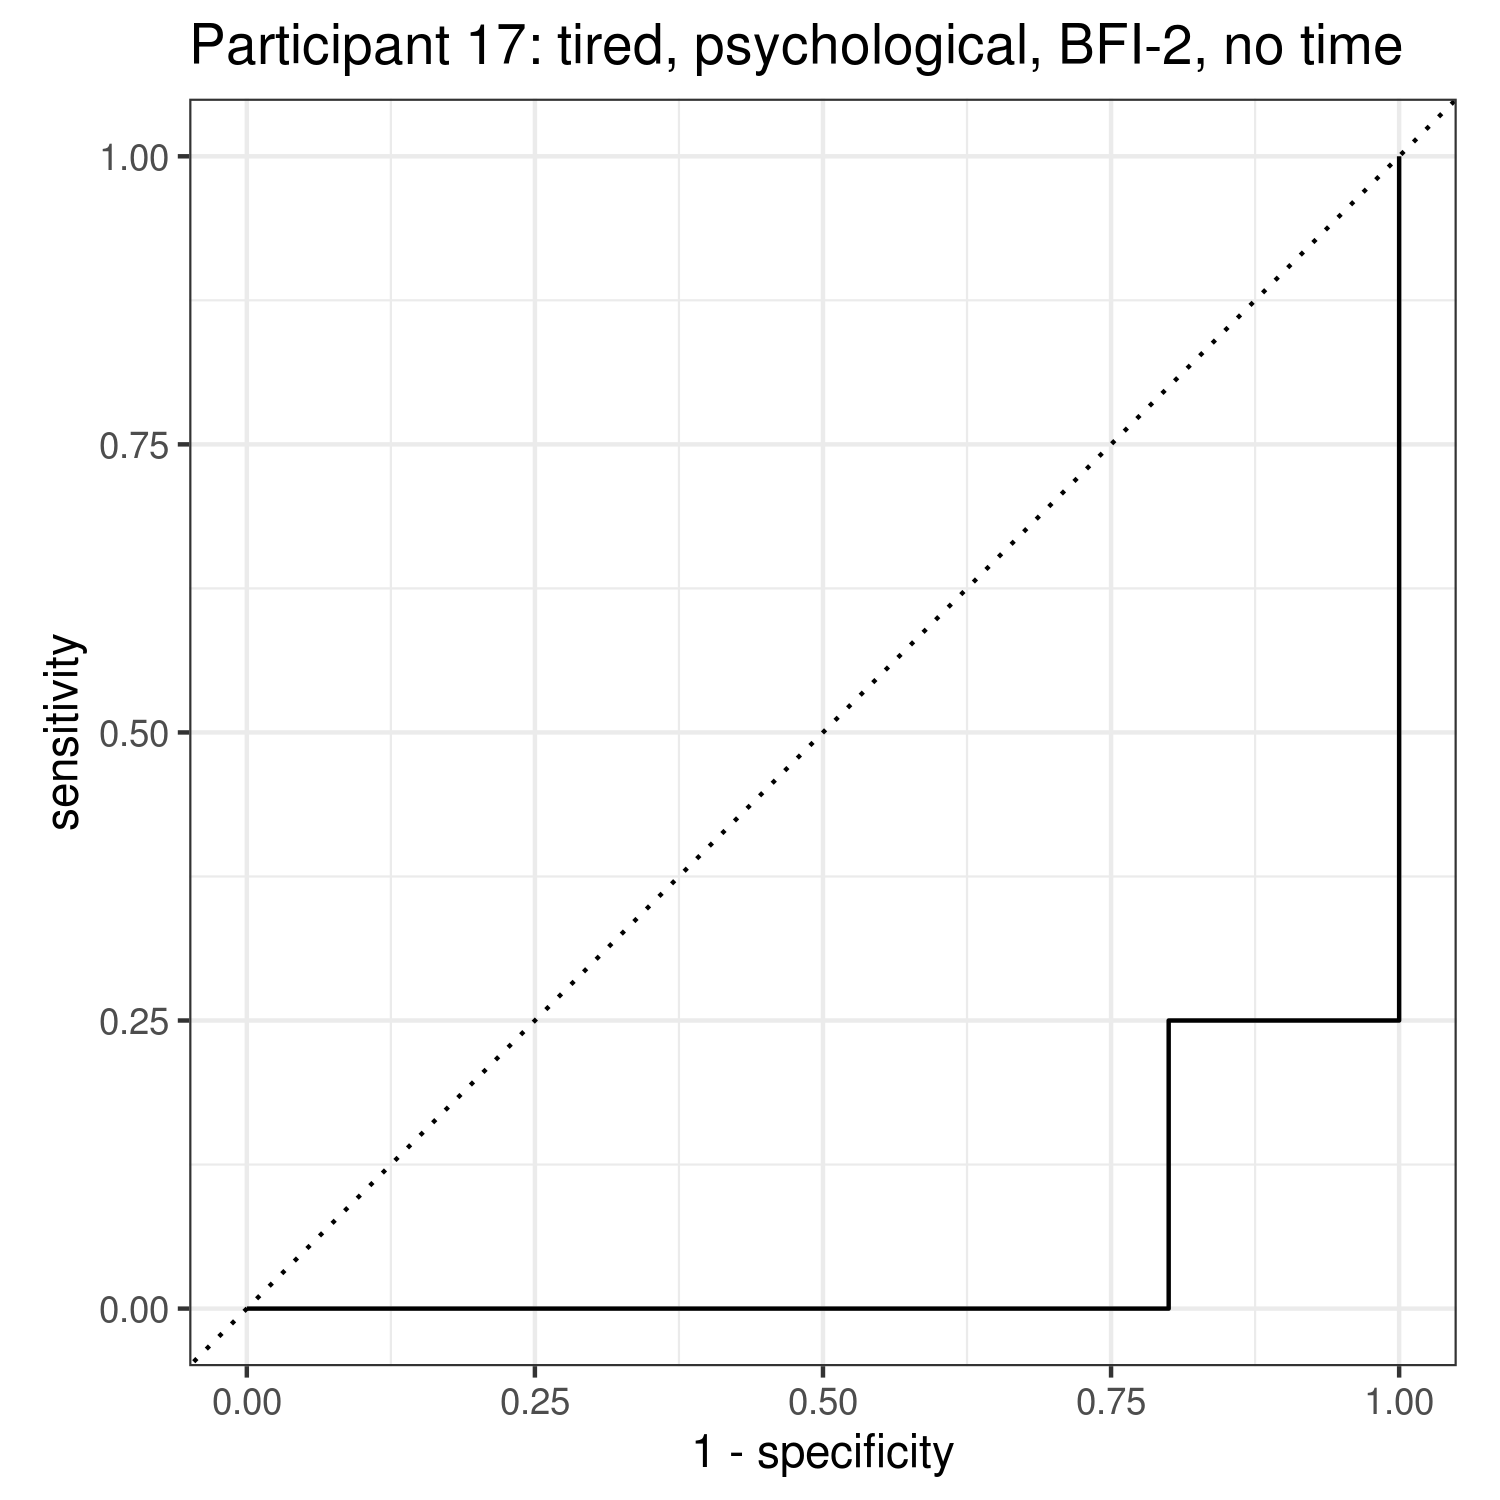 Participant 17: tired, psychological, BFI-2, no time
1.00
0.75
0.50
0.25
0.00
sensitivity
0.00 0.25 0.50 0.75 1.00
1 - specificity